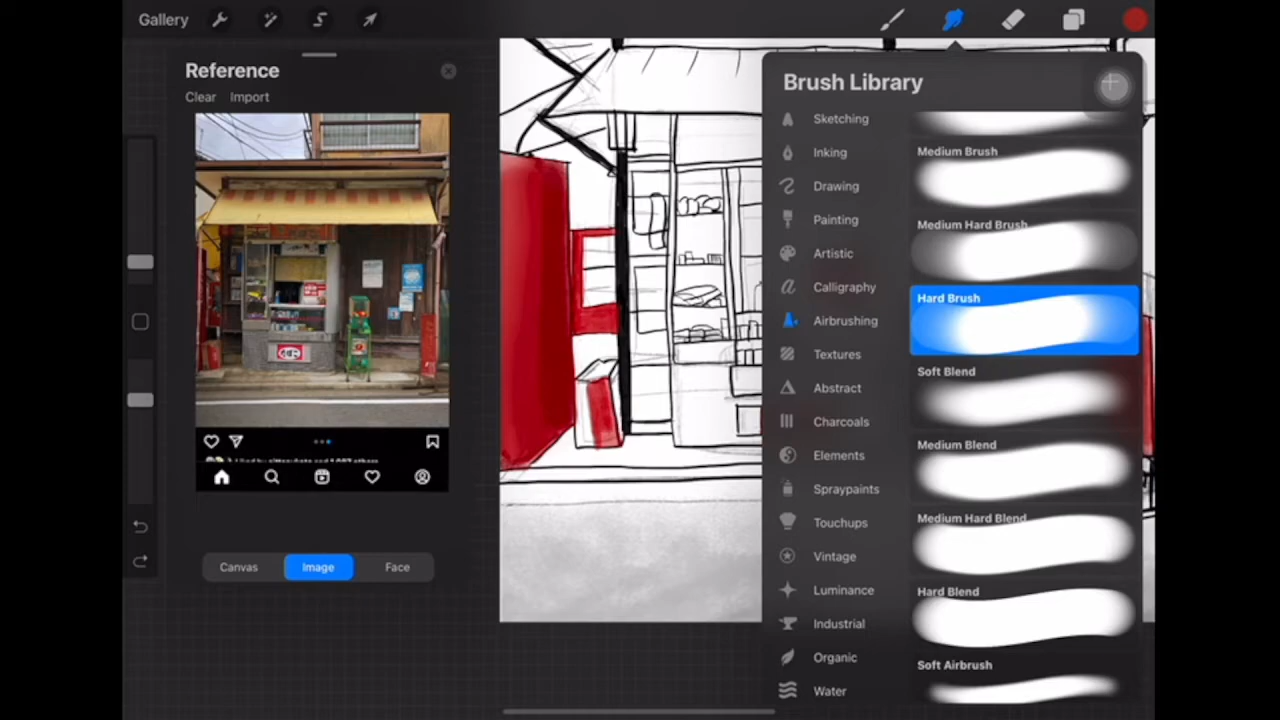 Gallery
Reference
Clear Import
Canvas Image Face
Brush Library
Sketching
Inking
Drawing
Painting
Artistic
Calligraphy
Airbrushing
Textures
Abstract
Charcoals
Elements
Spraypaints
Touchups
Vintage
Luminance
Industrial
Organic
Water
Medium Brush
Medium Hard Brush
Hard Brush
Soft Blend
Medium Blend
Medium Hard Blend
Hard Blend
Soft Airbrush